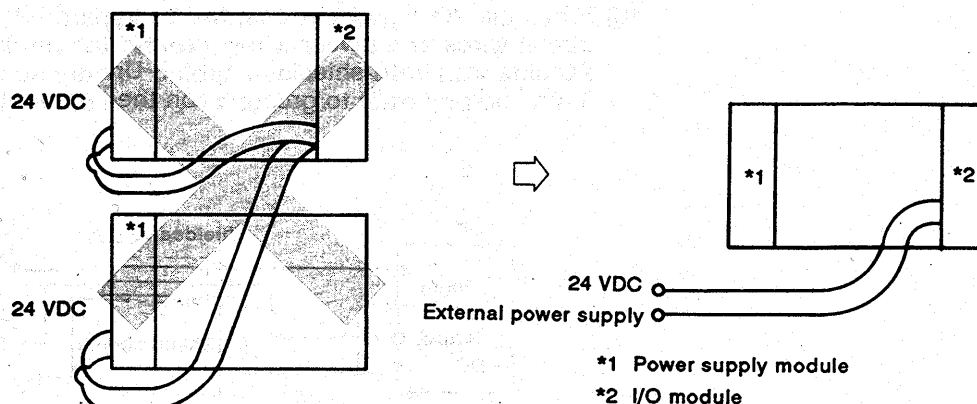 *1
*2
24 VDC
*1
24 VDC
*1
*2
24 VDC
External power supply
*1 Power supply module
*2 I/O module